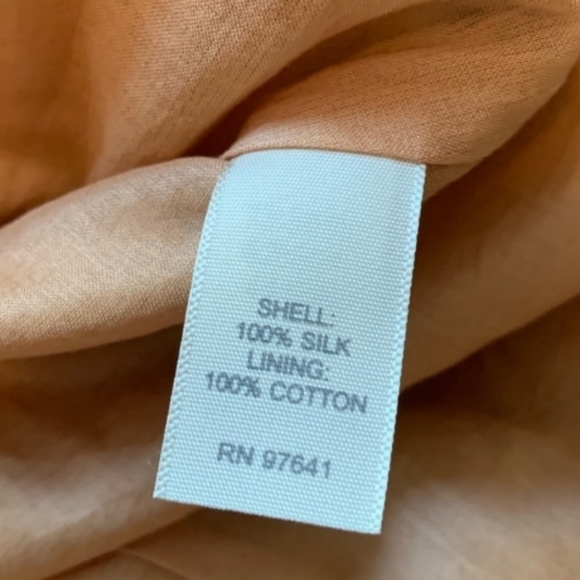 SHELL:
100% SILK
LINING:
100% COTTON
RN 97641